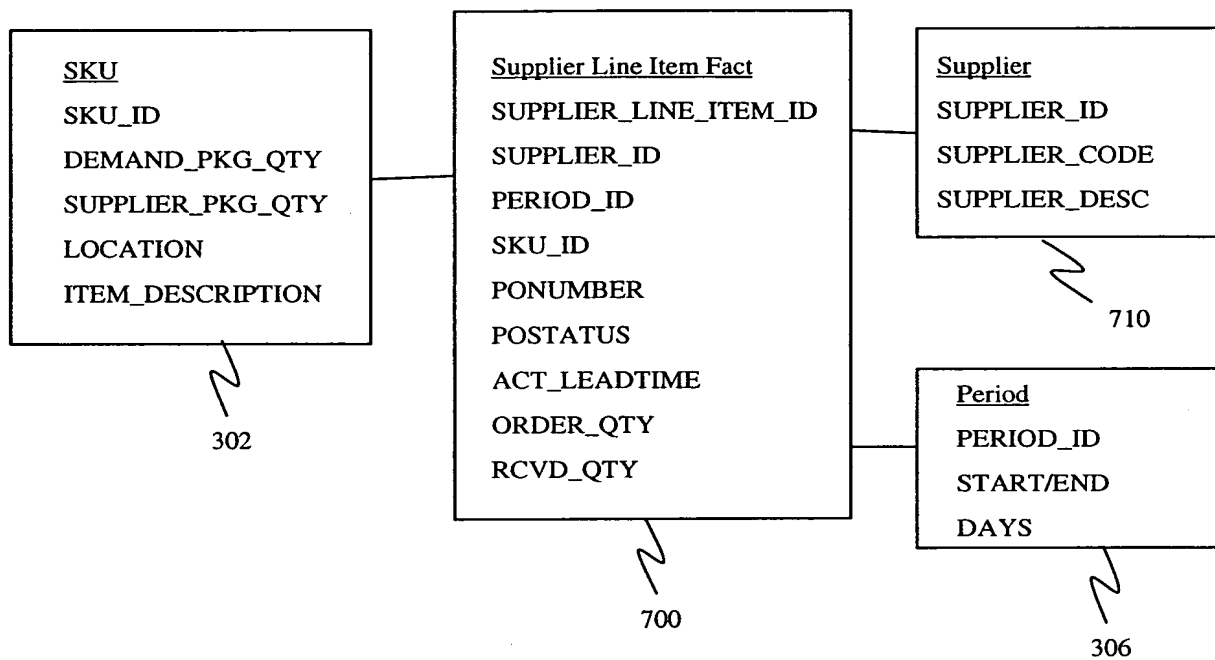 SKU
SKU_ID
DEMAND_PKG_QTY
SUPPLIER_PKG_QTY
LOCATION
ITEM_DESCRIPTION
302
Supplier Line Item Fact
SUPPLIER_LINE_ITEM_ID
SUPPLIER_ID
PERIOD_ID
SKU_ID
PONUMBER
POSTATUS
ACT_LEADTIME
ORDER_QTY
RCVD_QTY
700
Supplier
SUPPLIER_ID
SUPPLIER_CODE
SUPPLIER_DESC
710
Period
PERIOD_ID
START/END
DAYS
306